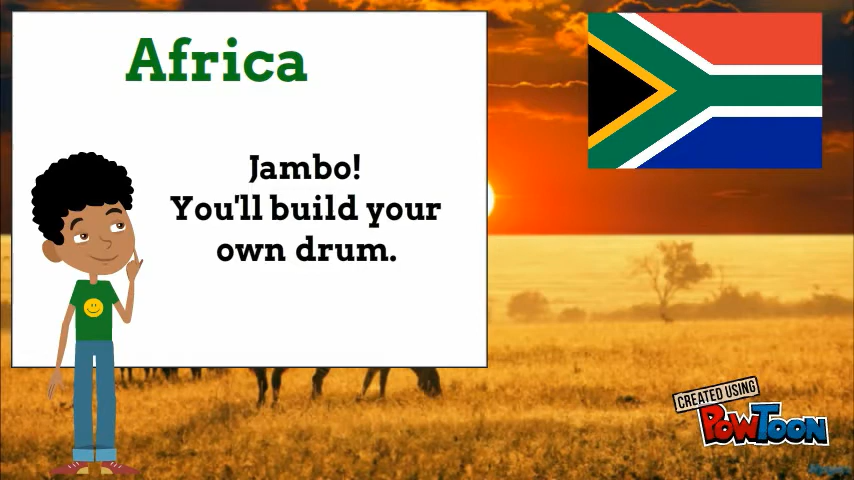 Africa
Jambo!
You'll build your
own drum.
CREATED USING
POWTOON